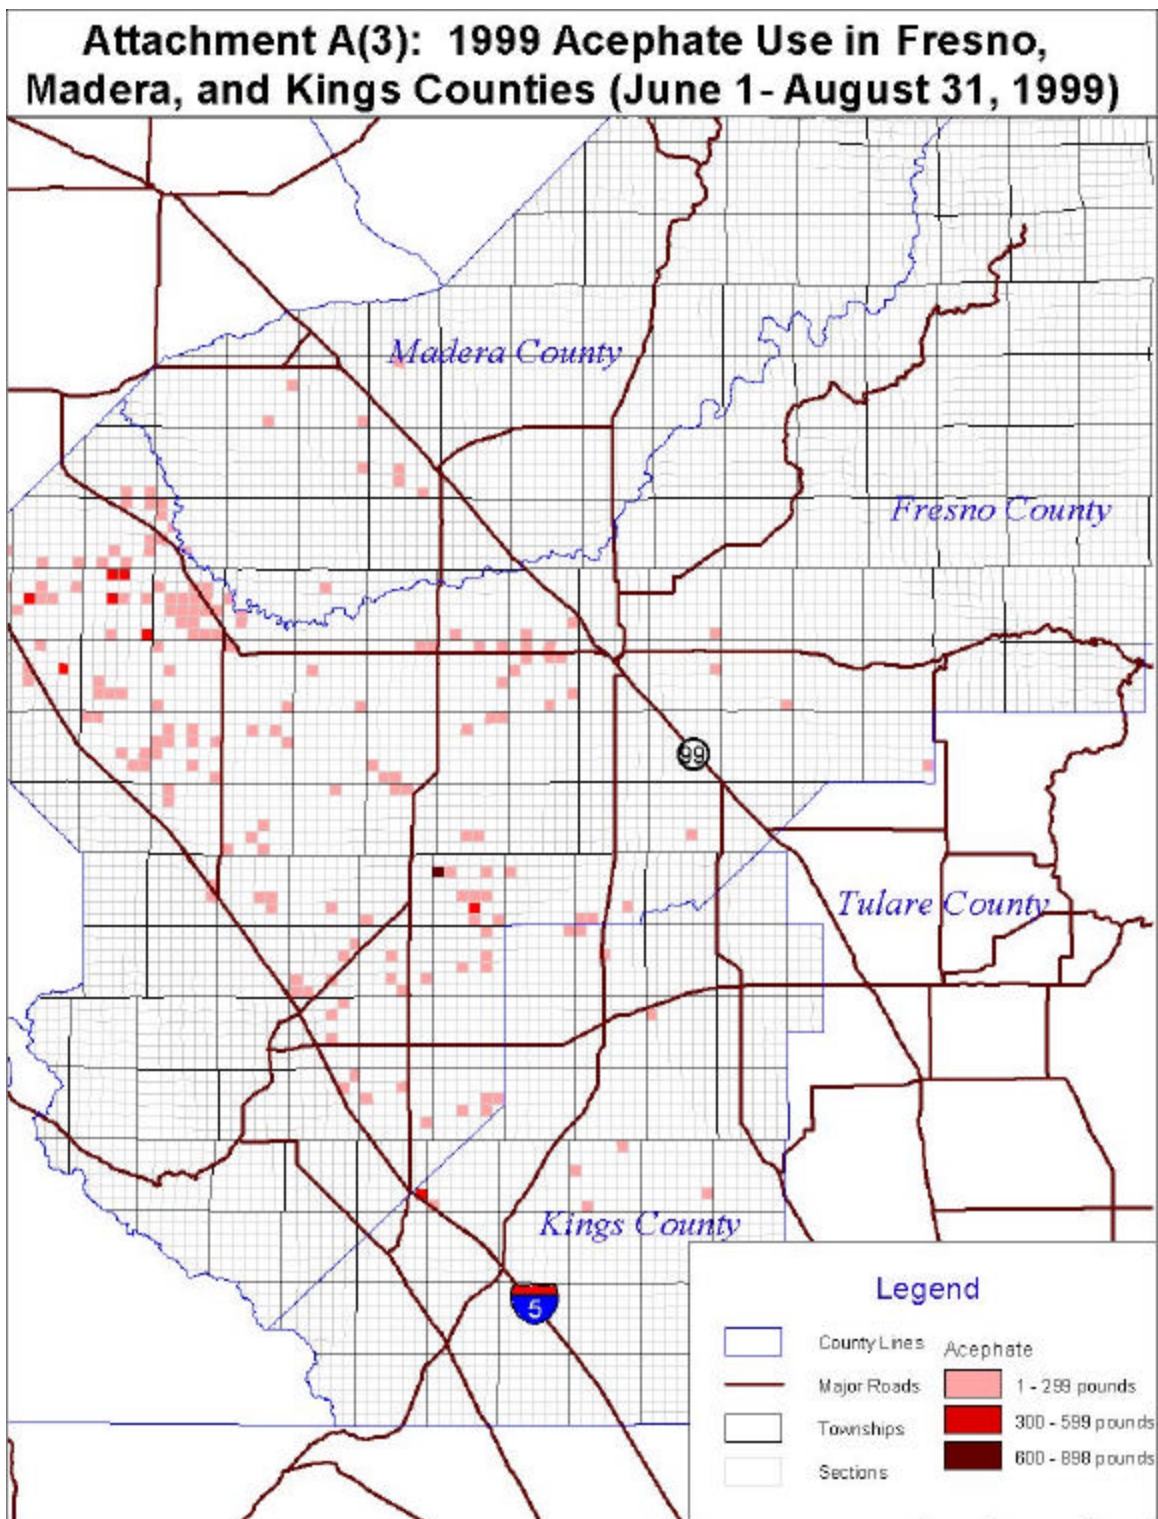 Attachment A(3): 1999 Acephate Use in Fresno,
Madera, and Kings Counties (June 1- August 31, 1999)
Madera County
Fresno County
99
Tulare County
Kings County
5
Legend
County Lines
Major Roads
Townships
Sections
Acephate
1 - 299 pounds
300 - 599 pounds
600 - 898 pounds